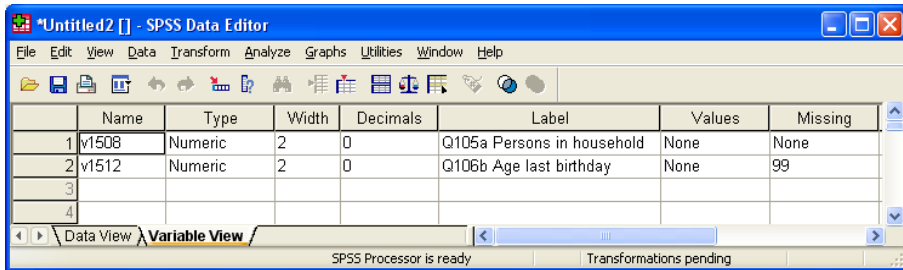 *Untitled2 [] - SPSS Data Editor
File Edit View Data Transform Analyze Graphs Utilities Window Help
Name Type Width Decimals Label Values Missing
1 v1508 Numeric 2 0 Q105a Persons in household None None
2 v1512 Numeric 2 0 Q106b Age last birthday None 99
3
4
Data View Variable View
SPSS Processor is ready Transformations pending